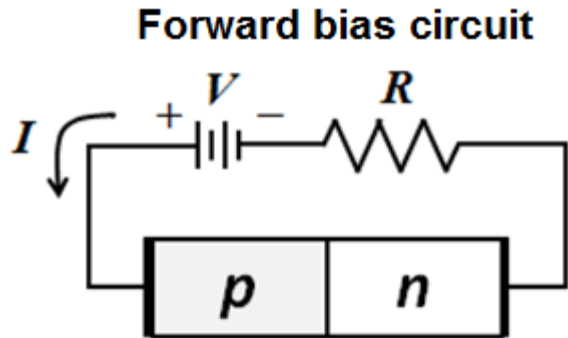 Forward bias circuit
+ V − R
I
p n